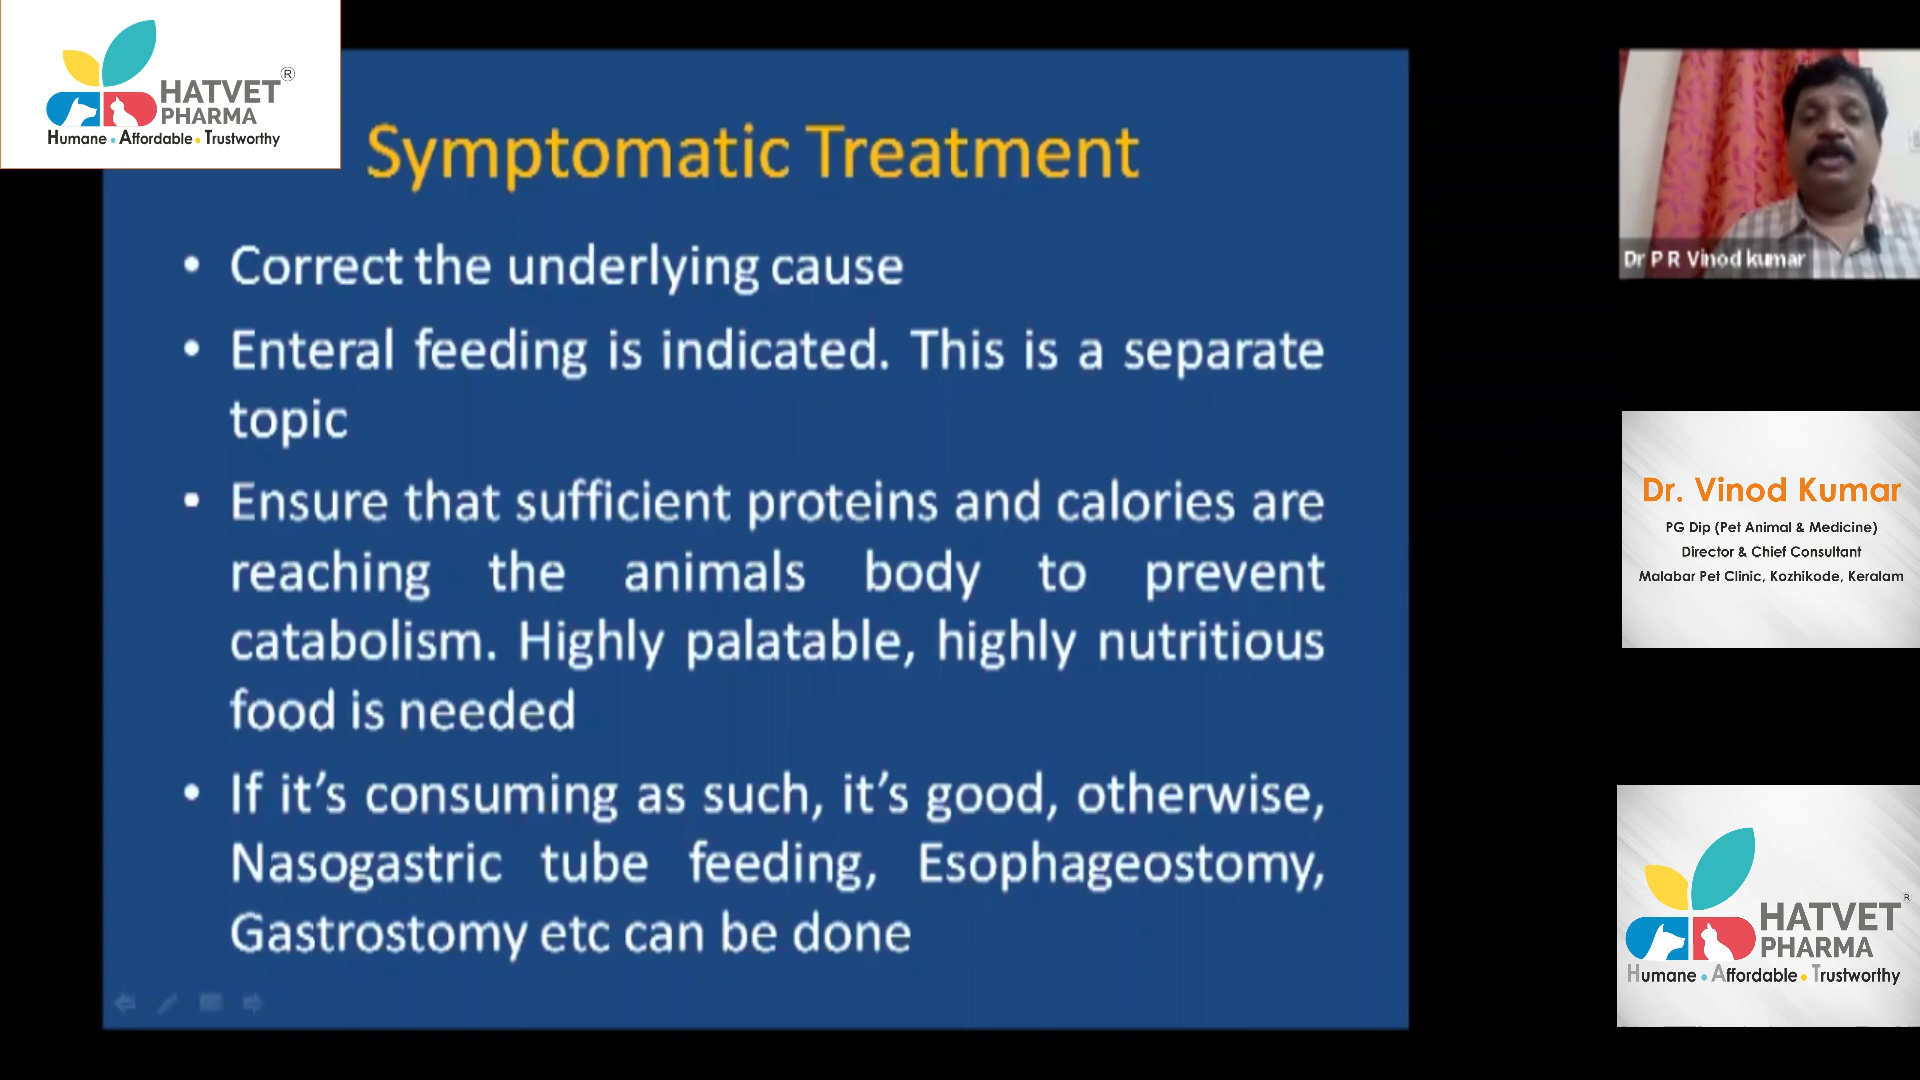 HATVET ®
PHARMA
Humane • Affordable • Trustworthy
Symptomatic Treatment
• Correct the underlying cause
• Enteral feeding is indicated. This is a separate
topic
• Ensure that sufficient proteins and calories are
reaching the animals body to prevent
catabolism. Highly palatable, highly nutritious
food is needed
• If it’s consuming as such, it’s good, otherwise,
Nasogastric tube feeding, Esophageostomy,
Gastrostomy etc can be done
Dr P R Vinod kumar
Dr. Vinod Kumar
PG Dip (Pet Animal & Medicine)
Director & Chief Consultant
Malabar Pet Clinic, Kozhikode, Keralam
HATVET ®
PHARMA
Humane • Affordable • Trustworthy